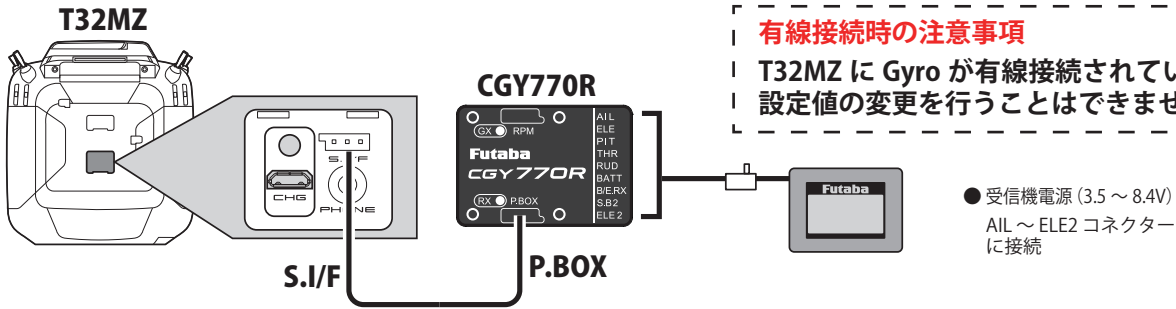 T32MZ
有線接続時の注意事項
T32MZ に Gyro が有線接続されてい
設定値の変更を行うことはできませ
CGY770R
GX RPM
Futaba
CGY770R
RX P.BOX
AIL
ELE
PIT
THR
RUD
BATT
B/E.RX
S.B2
ELE 2
S.I/F
CHG
PHONE
Futaba
● 受信機電源 (3.5 ～ 8.4V)
AIL ～ ELE2 コネクター
に接続
S.I/F
P.BOX